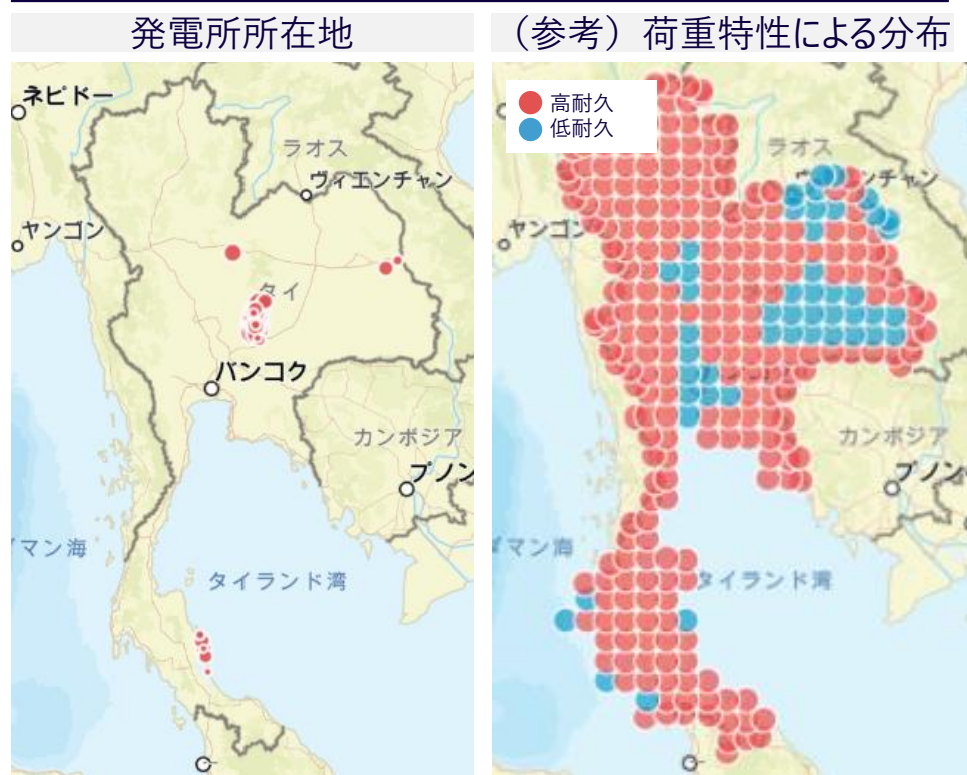 発電所所在地
（参考）荷重特性による分布
ネピドー
ラオス
ヴィエンチャン
ヤンゴン
タイ
バンコク
カンボジア
プノン
マン海
タイランド湾
高耐久
低耐久
ラオス
チャン
ヤンゴン
カンボジア
プノン
マン海
タイランド湾